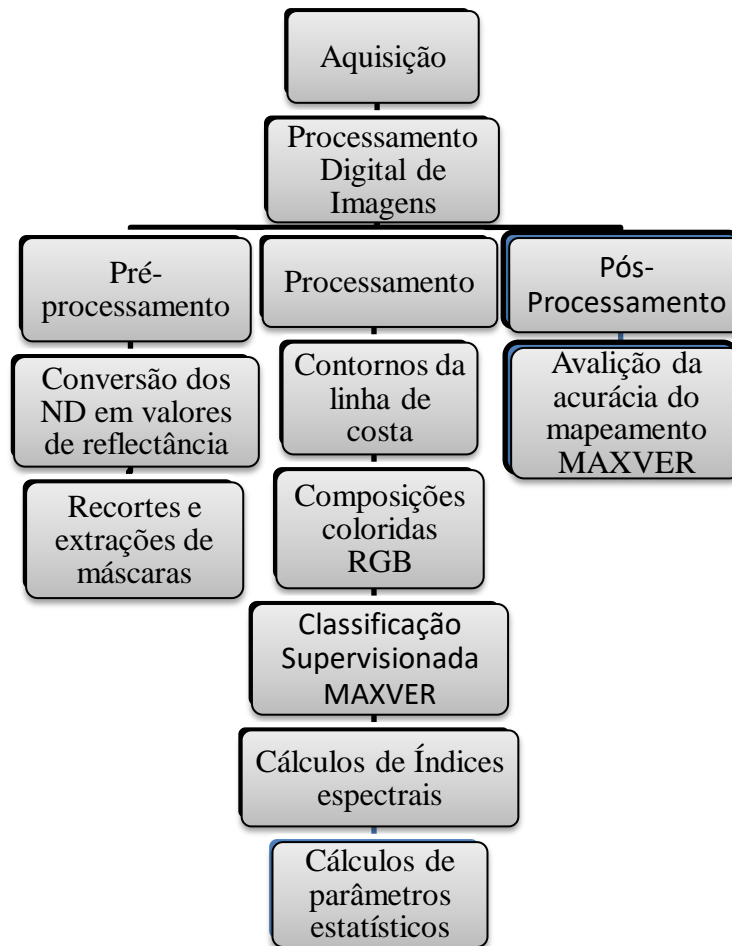 Aquisição
Processamento
Digital de
Imagens
Pré-
processamento
Conversão dos
ND em valores
de reflectância
Recortes e
extrações de
máscaras
Processamento
Contornos da
linha de
costa
Composições
coloridas
RGB
Classificação
Supervisionada
MAXVER
Cálculos de Índices
espectrais
Cálculos de
parâmetros
estatísticos
Pós-
Processamento
Avalição da
acurácia do
mapeamento
MAXVER